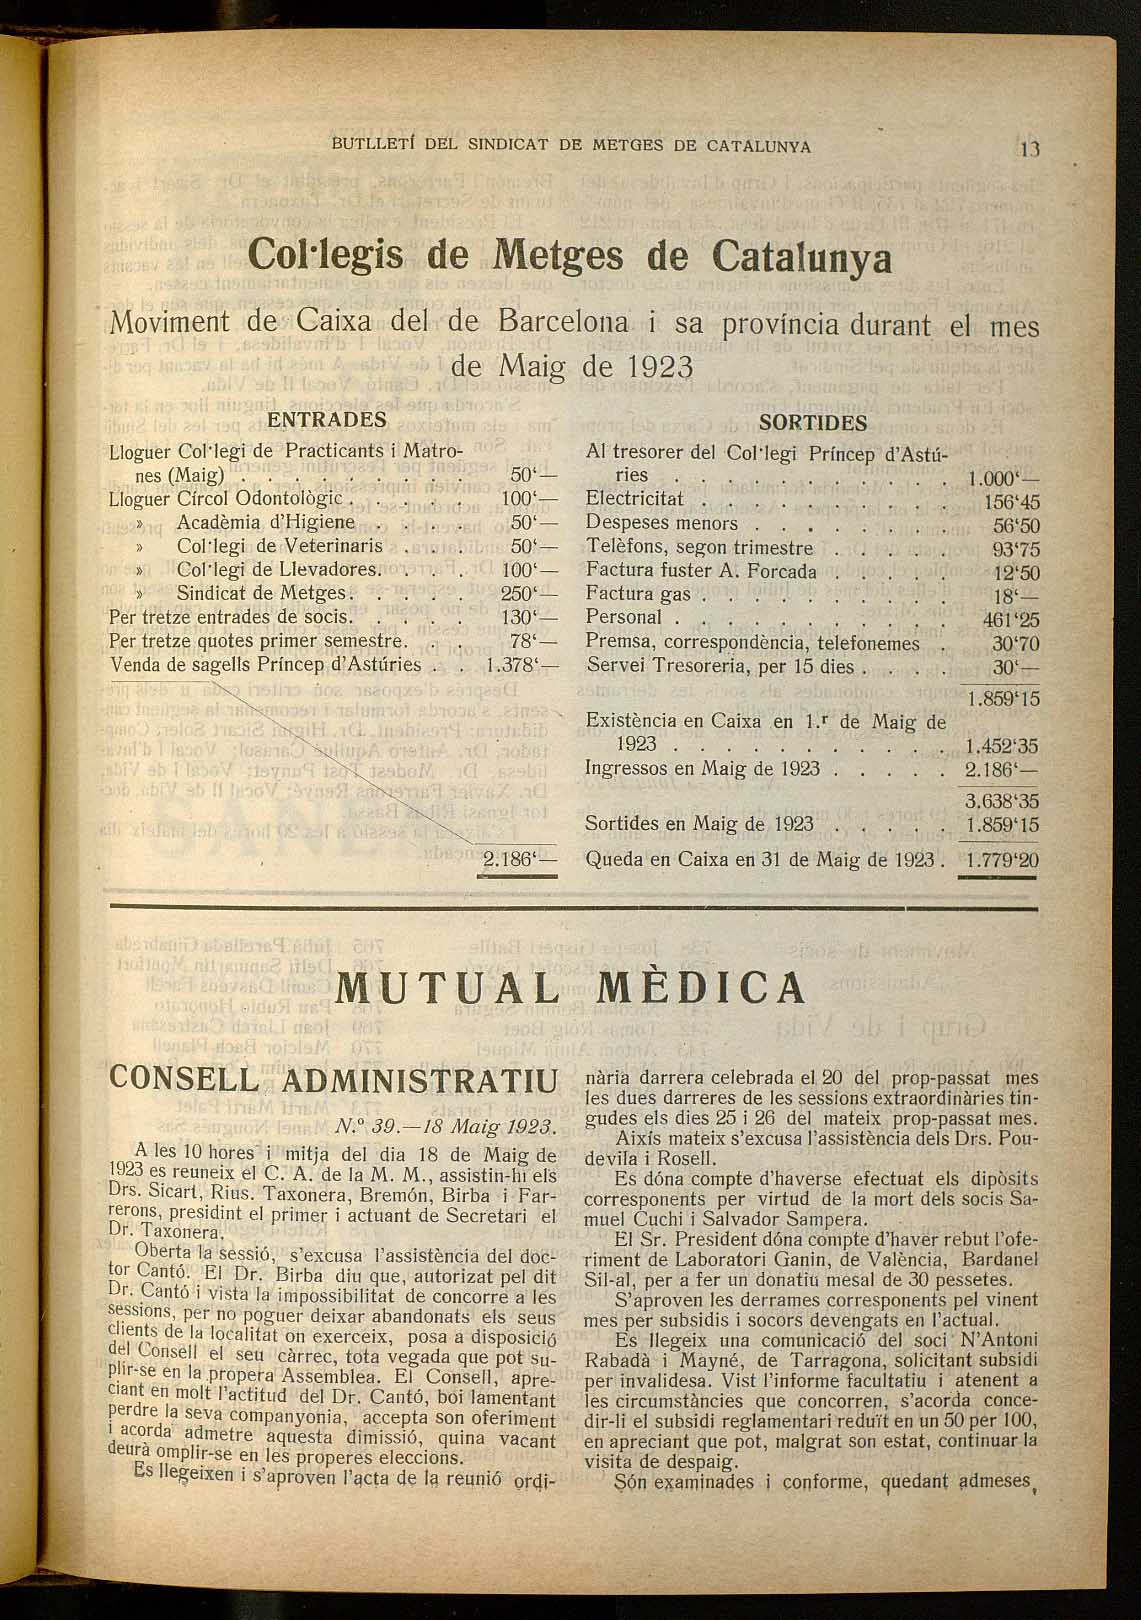 BUTLLETÍ DEL SINDICAT DE METGES DE CATALUNYA 13
Col·legis de Metges de Catalunya
Moviment de Caixa del de Barcelona i sa província durant el mes
de Maig de 1923
ENTRADES
Lloguer Col·legi de Practicants i Matro-
nes (Maig) . . . . . . . . . 50‘—
Lloguer Círcol Odontològic . . . . . 100‘—
» Acadèmia d’Higiene . . . . 50‘—
» Col·legi de Veterinaris . . . 50‘—
» Col·legi de Llevadores. . . . 100‘—
» Sindicat de Metges. . . . . 250‘—
Per tretze entrades de socis. . . . . 130‘—
Per tretze quotes primer semestre. . . 78‘—
Venda de sagells Príncep d’Astúries . . 1.378‘—
2.186‘—
SORTIDES
Al tresorer del Col·legi Príncep d’Astú-
ries . . . . . . . . . . . 1.000‘—
Electricitat . . . . . . . . . . 156‘45
Despeses menors . . . . . . . . 56‘50
Telèfons, segon trimestre . . . . . 93‘75
Factura fuster A. Forcada . . . . . 12‘50
Factura gas . . . . . . . . . . 18‘—
Personal . . . . . . . . . . . 461‘25
Premsa, correspondència, telefonemes . 30‘70
Servei Tresoreria, per 15 dies . . . . 30‘—
1.859‘15
Existència en Caixa en 1.r de Maig de
1923 . . . . . . . . . . . 1.452‘35
Ingressos en Maig de 1923 . . . . . 2.186‘—
3.638‘35
Sortides en Maig de 1923 . . . . . 1.859‘15
Queda en Caixa en 31 de Maig de 1923 . 1.779‘20
MUTUAL MÈDICA
CONSELL ADMINISTRATIU
N.º 39.—18 Maig 1923.
A les 10 hores i mitja del dia 18 de Maig de
1923 es reuneix el C. A. de la M. M., assistin-hi els
Drs. Sicart, Rius. Taxonera, Bremón, Birba i Far-
rerons, presidint el primer i actuant de Secretari el
Dr. Taxonera.
Oberta la sessió, s’excusa l’assistència del doc-
tor Cantó. El Dr. Birba diu que, autorizat pel dit
Dr. Cantó i vista la impossibilitat de concorre a les
sessions, per no poguer deixar abandonats els seus
clients de la localitat on exerceix, posa a disposició
del Consell el seu càrrec, tota vegada que pot su-
plir-se en la propera Assemblea. El Consell, apre-
ciant en molt l’actitud del Dr. Cantó, boi lamentant
perdre la seva companyonia, accepta son oferiment
i acorda admetre aquesta dimissió, quina vacant
deurà omplir-se en les properes eleccions.
Es llegeixen i s’aproven l’acta de la reunió ordi-
nària darrera celebrada el 20 del prop-passat mes
les dues darreres de les sessions extraordinàries tin-
gudes els dies 25 i 26 del mateix prop-passat mes.
Aixís mateix s’excusa l’assistència dels Drs. Pou-
devila i Rosell.
Es dóna compte d’haverse efectuat els dipòsits
corresponents per virtud de la mort dels socis Sa-
muel Cuchi i Salvador Sampera.
El Sr. President dóna compte d’haver rebut l’ofe-
riment de Laboratori Ganin, de València, Bardanel
Sil-al, per a fer un donatiu mesal de 30 pessetes.
S’aproven les derrames corresponents pel vinent
mes per subsidis i socors devengats en l’actual.
Es llegeix una comunicació del soci N’Antoni
Rabadà i Mayné, de Tarragona, solicitant subsidi
per invalidesa. Vist l’informe facultatiu i atenent a
les circumstàncies que concorren, s’acorda conce-
dir-li el subsidi reglamentari reduït en un 50 per 100,
en apreciant que pot, malgrat son estat, continuar la
visita de despaig.
Són examinades i conforme, quedant admeses,